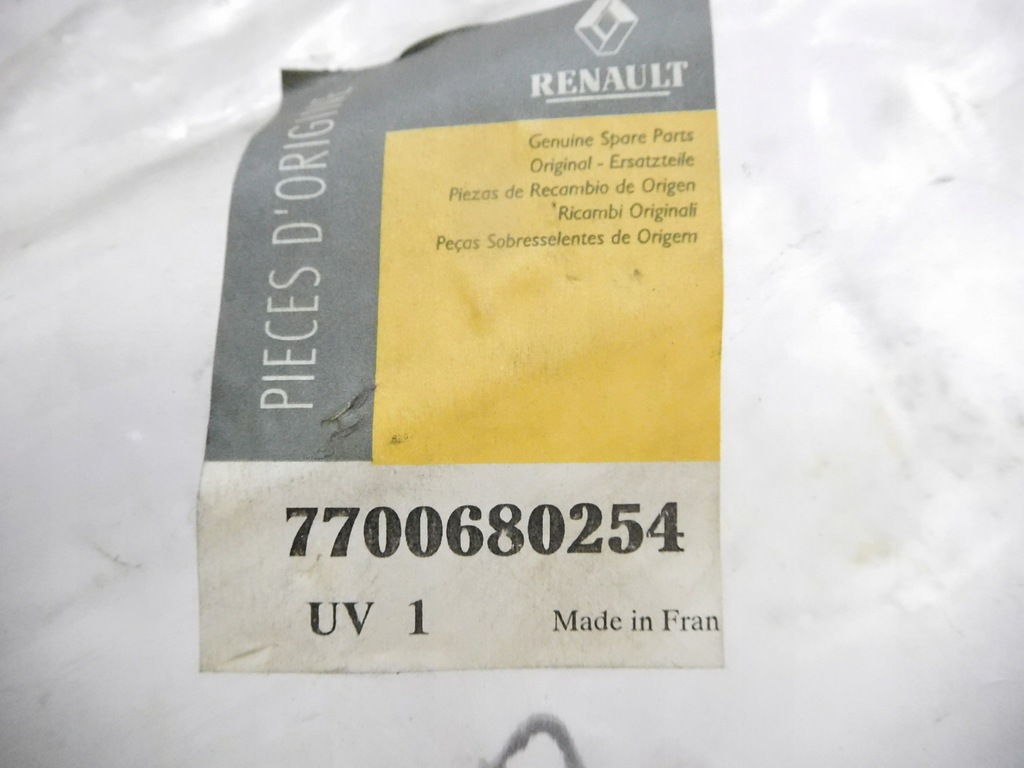 RENAULT
PIECES D'ORIGINE
Genuine Spare Parts
Original - Ersatzteile
Piezas de Recambio de Origen
Ricambi Originali
Peças Sobresselentes de Origem
7700680254
UV 1
Made in Fran